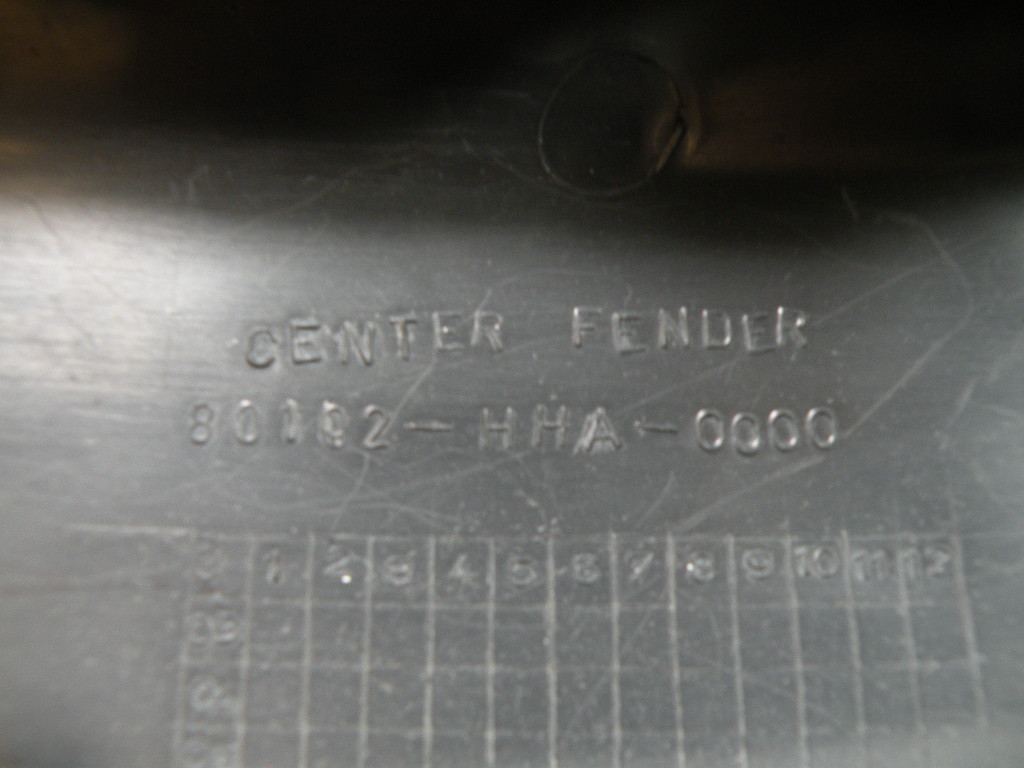 CENTER FENDER
80102-HHA-0000
1 2 3 4 5 6 7 8 9 10 11 12